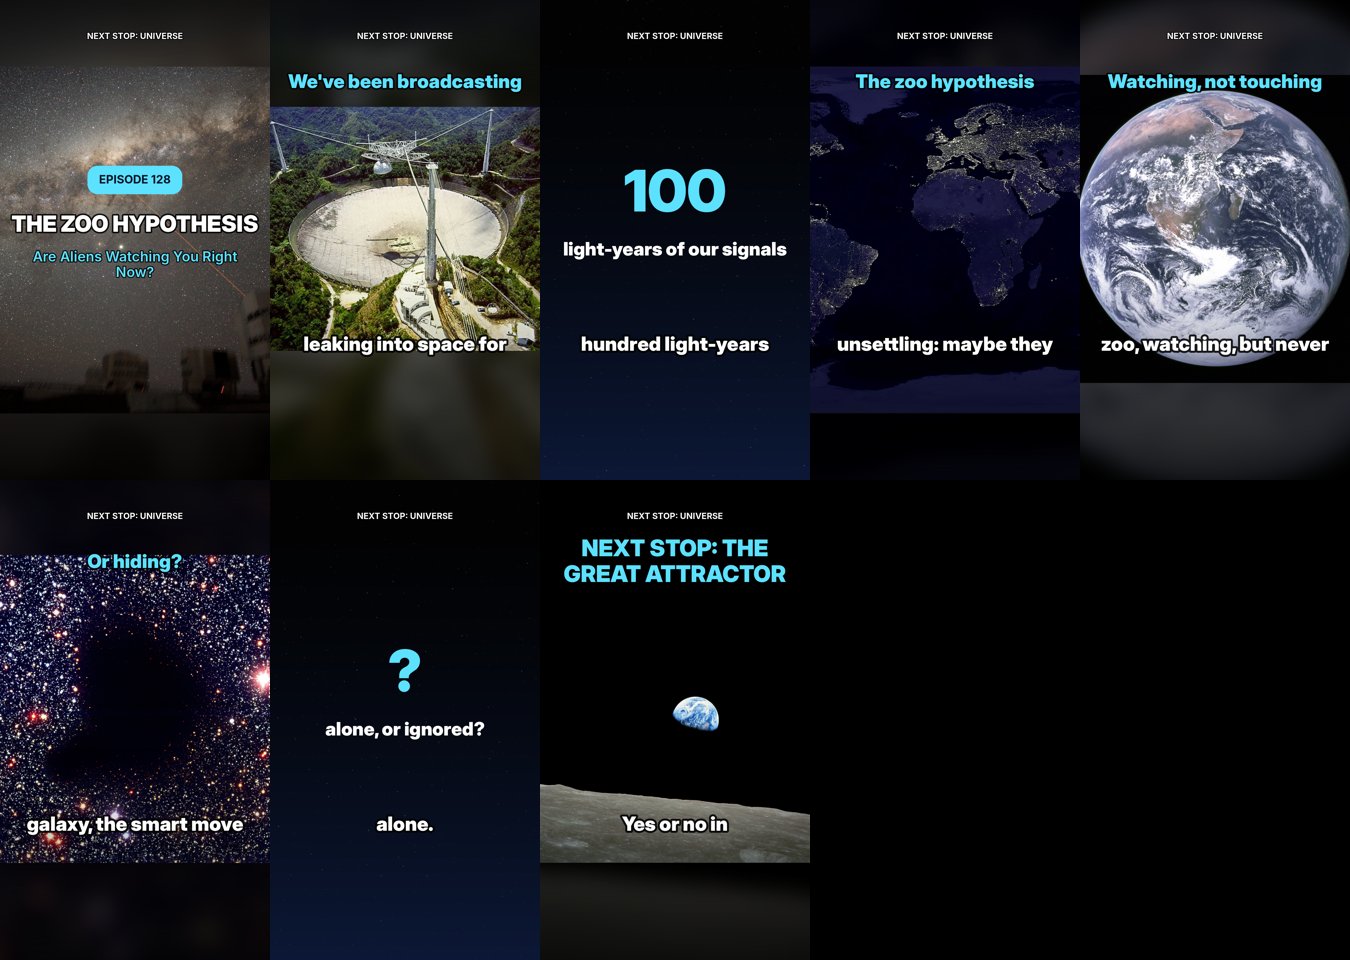 NEXT STOP: UNIVERSE
EPISODE 128
THE ZOO HYPOTHESIS
Are Aliens Watching You Right
Now?
NEXT STOP: UNIVERSE
We've been broadcasting
leaking into space for
NEXT STOP: UNIVERSE
100
light-years of our signals
hundred light-years
NEXT STOP: UNIVERSE
The zoo hypothesis
unsettling: maybe they
NEXT STOP: UNIVERSE
Watching, not touching
zoo, watching, but never
NEXT STOP: UNIVERSE
Or hiding?
galaxy, the smart move
NEXT STOP: UNIVERSE
?
alone, or ignored?
alone.
NEXT STOP: UNIVERSE
NEXT STOP: THE
GREAT ATTRACTOR
Yes or no in